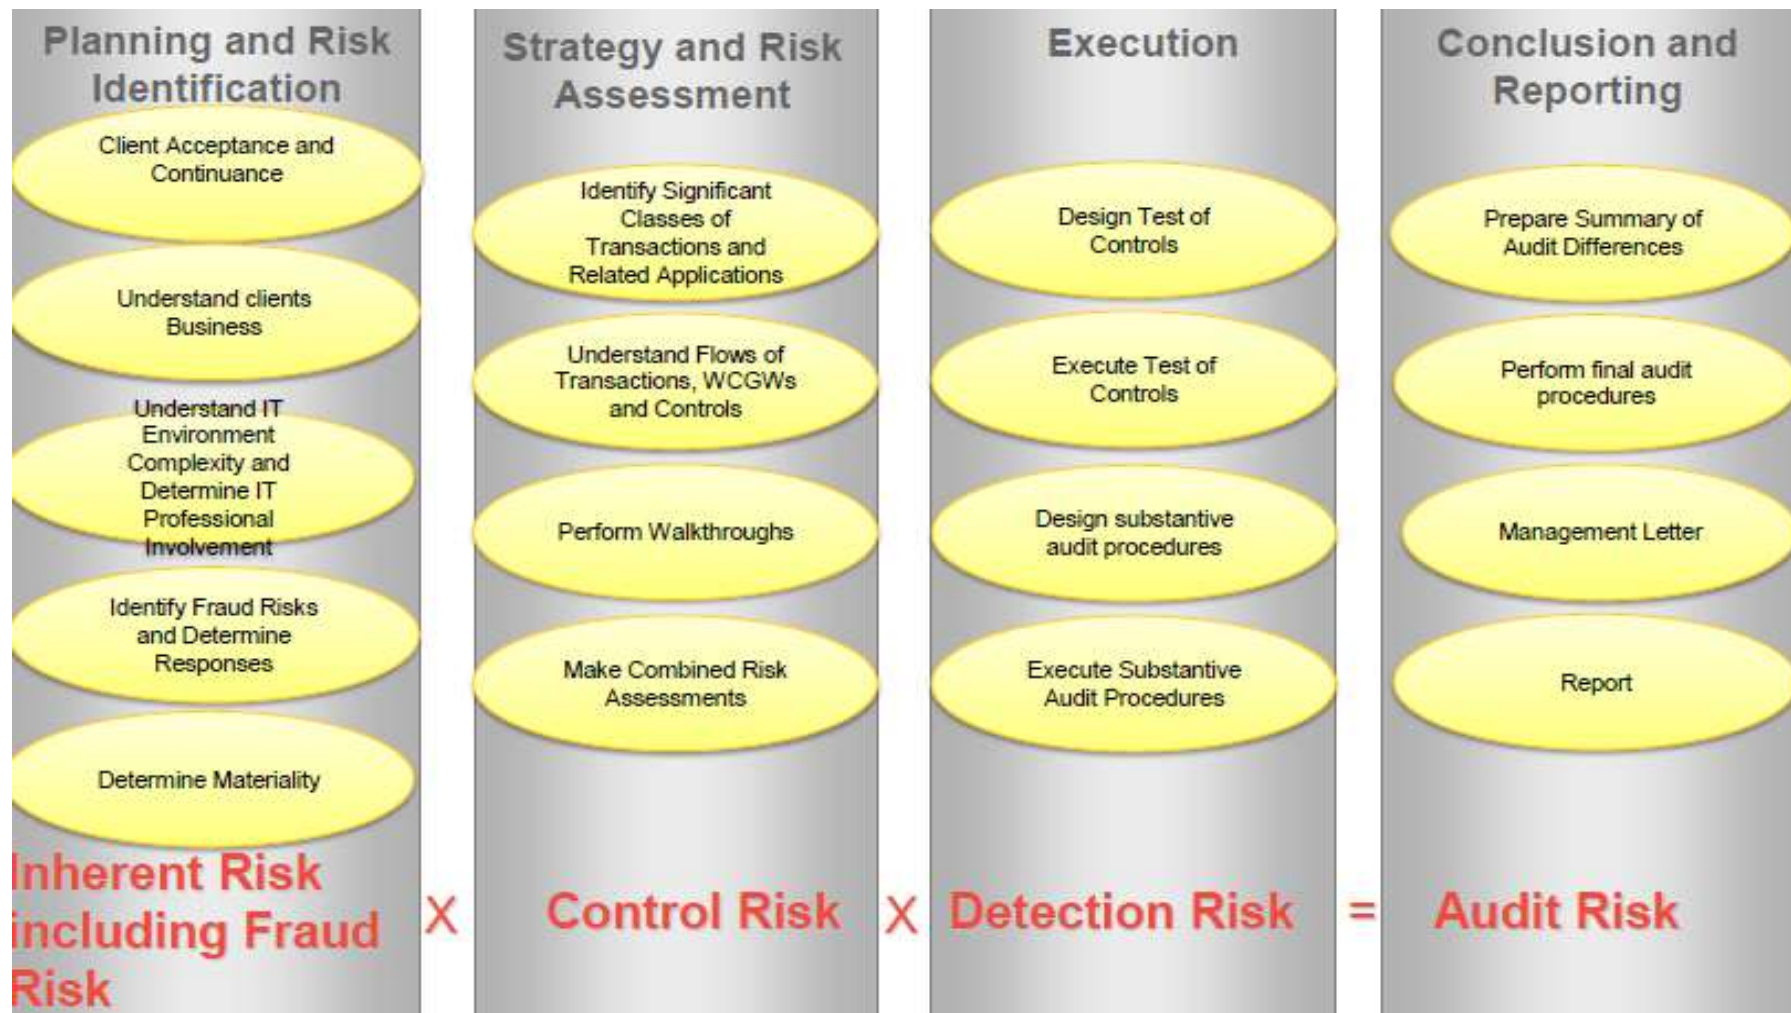 Planning and Risk
Identification
Client Acceptance and
Continuance
Understand clients
Business
Understand IT
Environment
Complexity and
Determine IT
Professional
Involvement
Identify Fraud Risks
and Determine
Responses
Determine Materiality
Inherent Risk
including Fraud
Risk
X
Strategy and Risk
Assessment
Identify Significant
Classes of
Transactions and
Related Applications
Understand Flows of
Transactions, WCGWs
and Controls
Perform Walkthroughs
Make Combined Risk
Assessments
Control Risk
X
Execution
Design Test of
Controls
Execute Test of
Controls
Design substantive
audit procedures
Execute Substantive
Audit Procedures
Detection Risk
=
Conclusion and
Reporting
Prepare Summary of
Audit Differences
Perform final audit
procedures
Management Letter
Report
Audit Risk